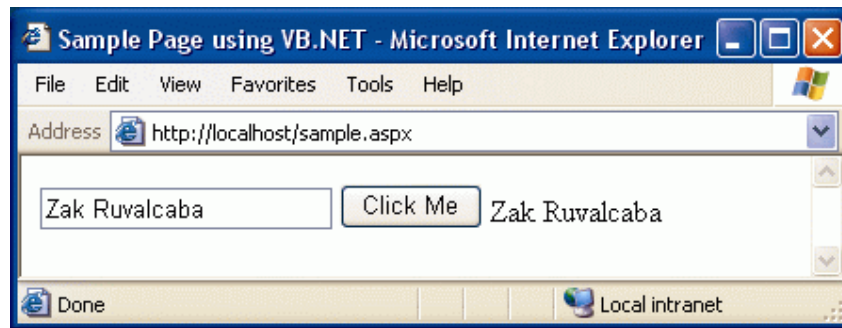 Sample Page using VB.NET - Microsoft Internet Explorer
File Edit View Favorites Tools Help
Address http://localhost/sample.aspx
Zak Ruvalcaba Click Me Zak Ruvalcaba
Done Local intranet